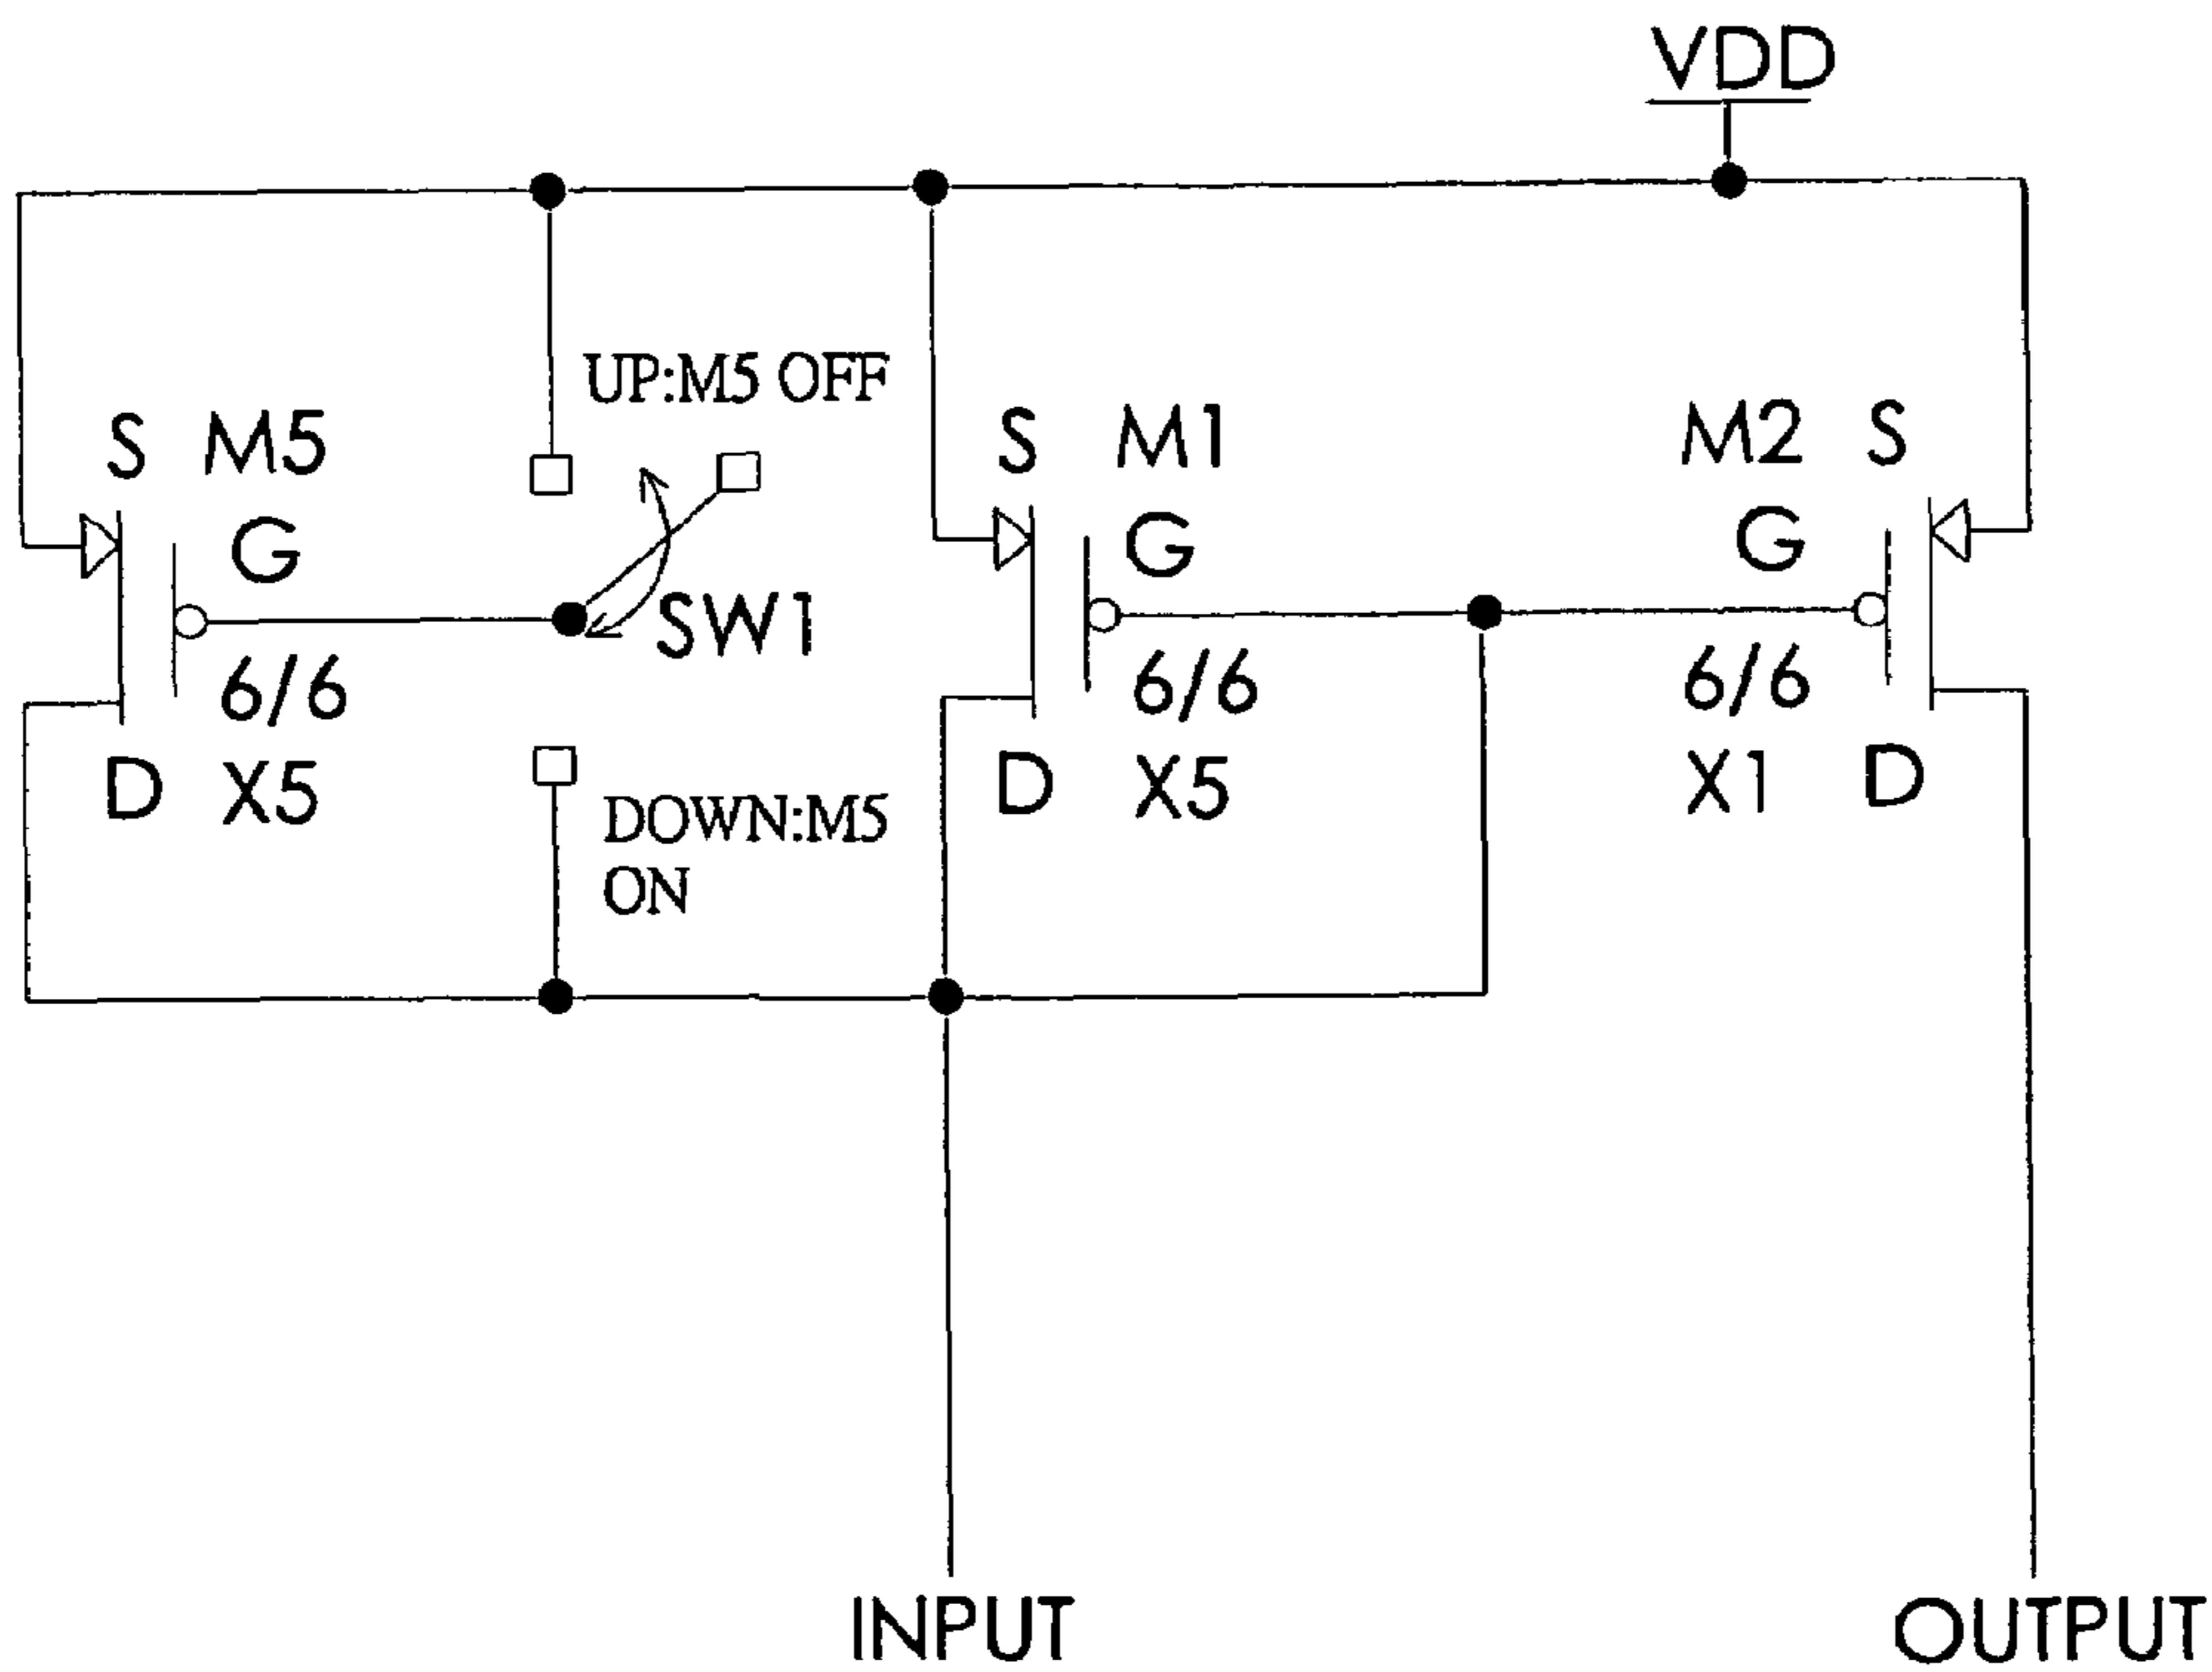 VDD
UP:M5 OFF
S M5
G
6/6
D X5
SW1
DOWN:M5
ON
S M1
G
6/6
D X5
M2 S
G
6/6
X1 D
INPUT
OUTPUT